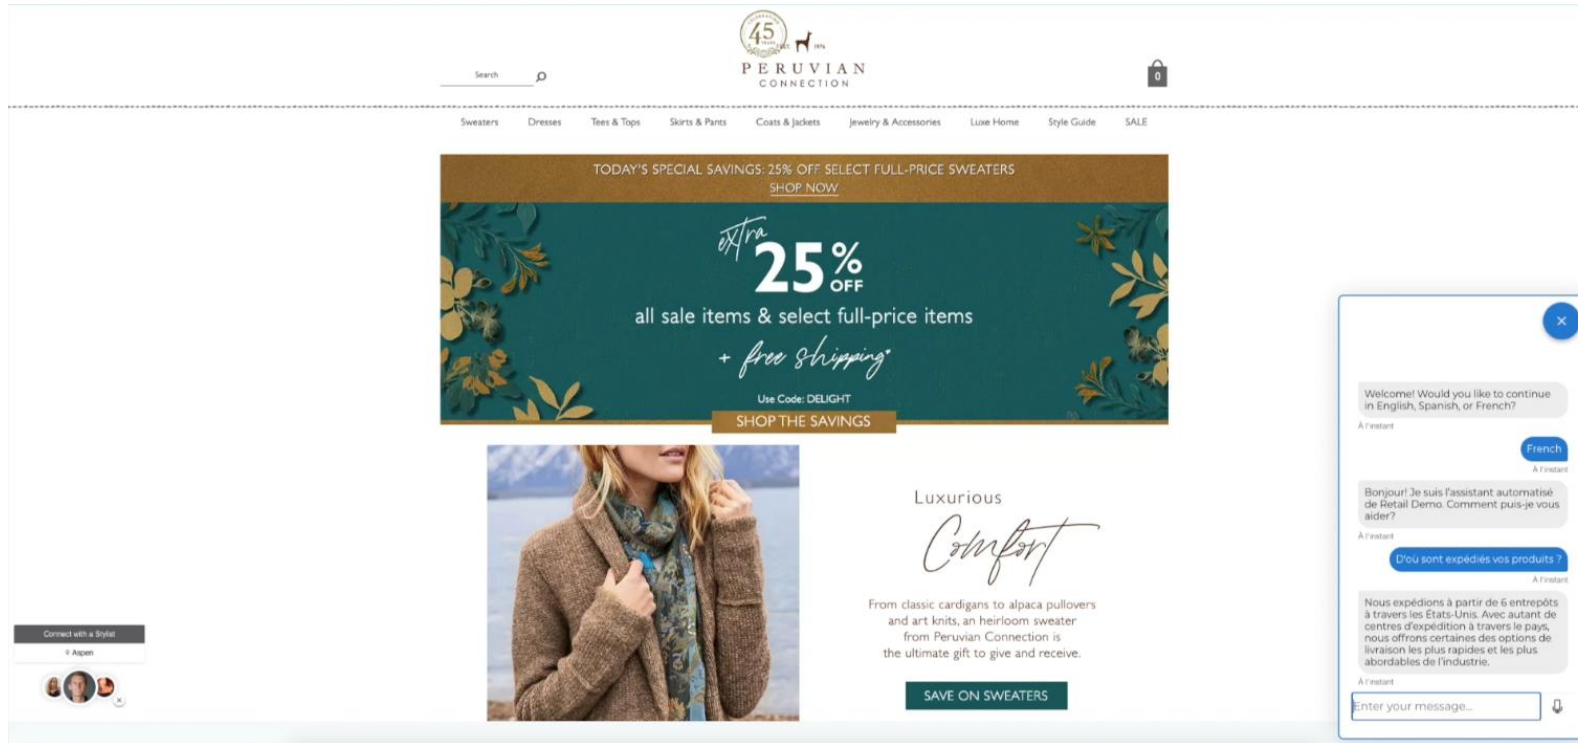 CELEBRATING
45
YEARS
EST. 1976
PERUVIAN
CONNECTION
Search
0
Sweaters Dresses Tees & Tops Skirts & Pants Coats & Jackets Jewelry & Accessories Luxe Home Style Guide SALE
TODAY'S SPECIAL SAVINGS: 25% OFF SELECT FULL-PRICE SWEATERS
SHOP NOW
extra
25% OFF
all sale items & select full-price items
+ free shipping*
Use Code: DELIGHT
SHOP THE SAVINGS
Luxurious
Comfort
From classic cardigans to alpaca pullovers
and art knits, an heirloom sweater
from Peruvian Connection is
the ultimate gift to give and receive.
SAVE ON SWEATERS
Connect with a Stylist
Aspen
Welcome! Would you like to continue
in English, Spanish, or French?
À l'instant
French
À l'instant
Bonjour! Je suis l'assistant automatisé
de Retail Demo. Comment puis-je vous
aider?
À l'instant
D'où sont expédiés vos produits ?
À l'instant
Nous expédions à partir de 6 entrepôts
à travers les États-Unis. Avec autant de
centres d'expédition à travers le pays,
nous offrons certaines des options de
livraison les plus rapides et les plus
abordables de l'industrie.
À l'instant
Enter your message...